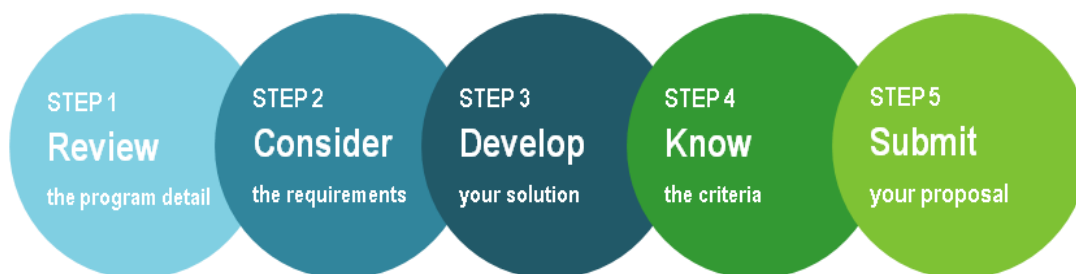 STEP 1
Review
the program detail
STEP 2
Consider
the requirements
STEP 3
Develop
your solution
STEP 4
Know
the criteria
STEP 5
Submit
your proposal